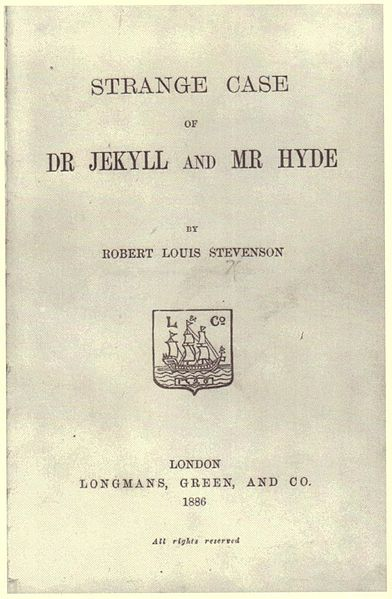 STRANGE CASE
OF
DR JEKYLL AND MR HYDE
BY
ROBERT LOUIS STEVENSON
L Co
LONDON
LONGMANS, GREEN, AND CO.
1886
All rights reserved